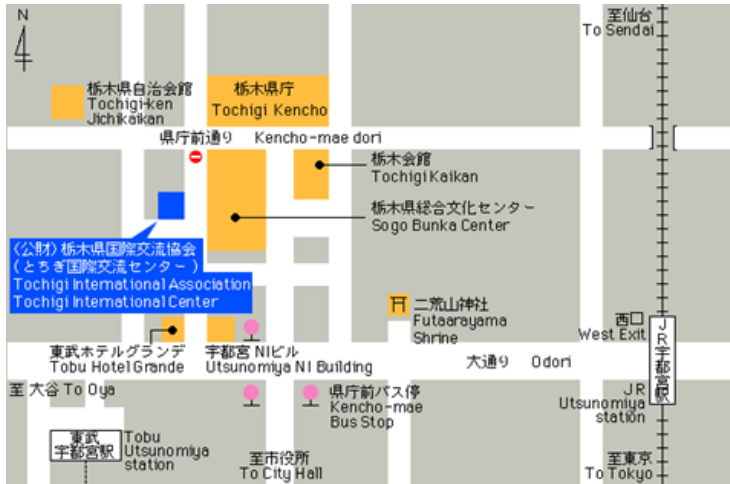 N
至仙台
To Sendai
栃木県自治会館
Tochigi-ken
Jichikaikan
栃木県庁
Tochigi Kencho
県庁前通り Kencho-mae dori
栃木会館
Tochigi Kaikan
栃木県総合文化センター
Sogo Bunka Center
〈公財〉栃木県国際交流協会
(とちぎ国際交流センター)
Tochigi International Association
Tochigi International Center
二荒山神社
Futaarayama
Shrine
西口
West Exit
JR宇都宮駅
東武ホテルグランデ
Tobu Hotel Grande
宇都宮 NIビル
Utsunomiya NI Building
大通り Odori
至 大谷 To Oya
県庁前バス停
Kencho-mae
Bus Stop
JR
Utsunomiya
station
東武
宇都宮駅
Tobu
Utsunomiya
station
至市役所
To City Hall
至東京
To Tokyo